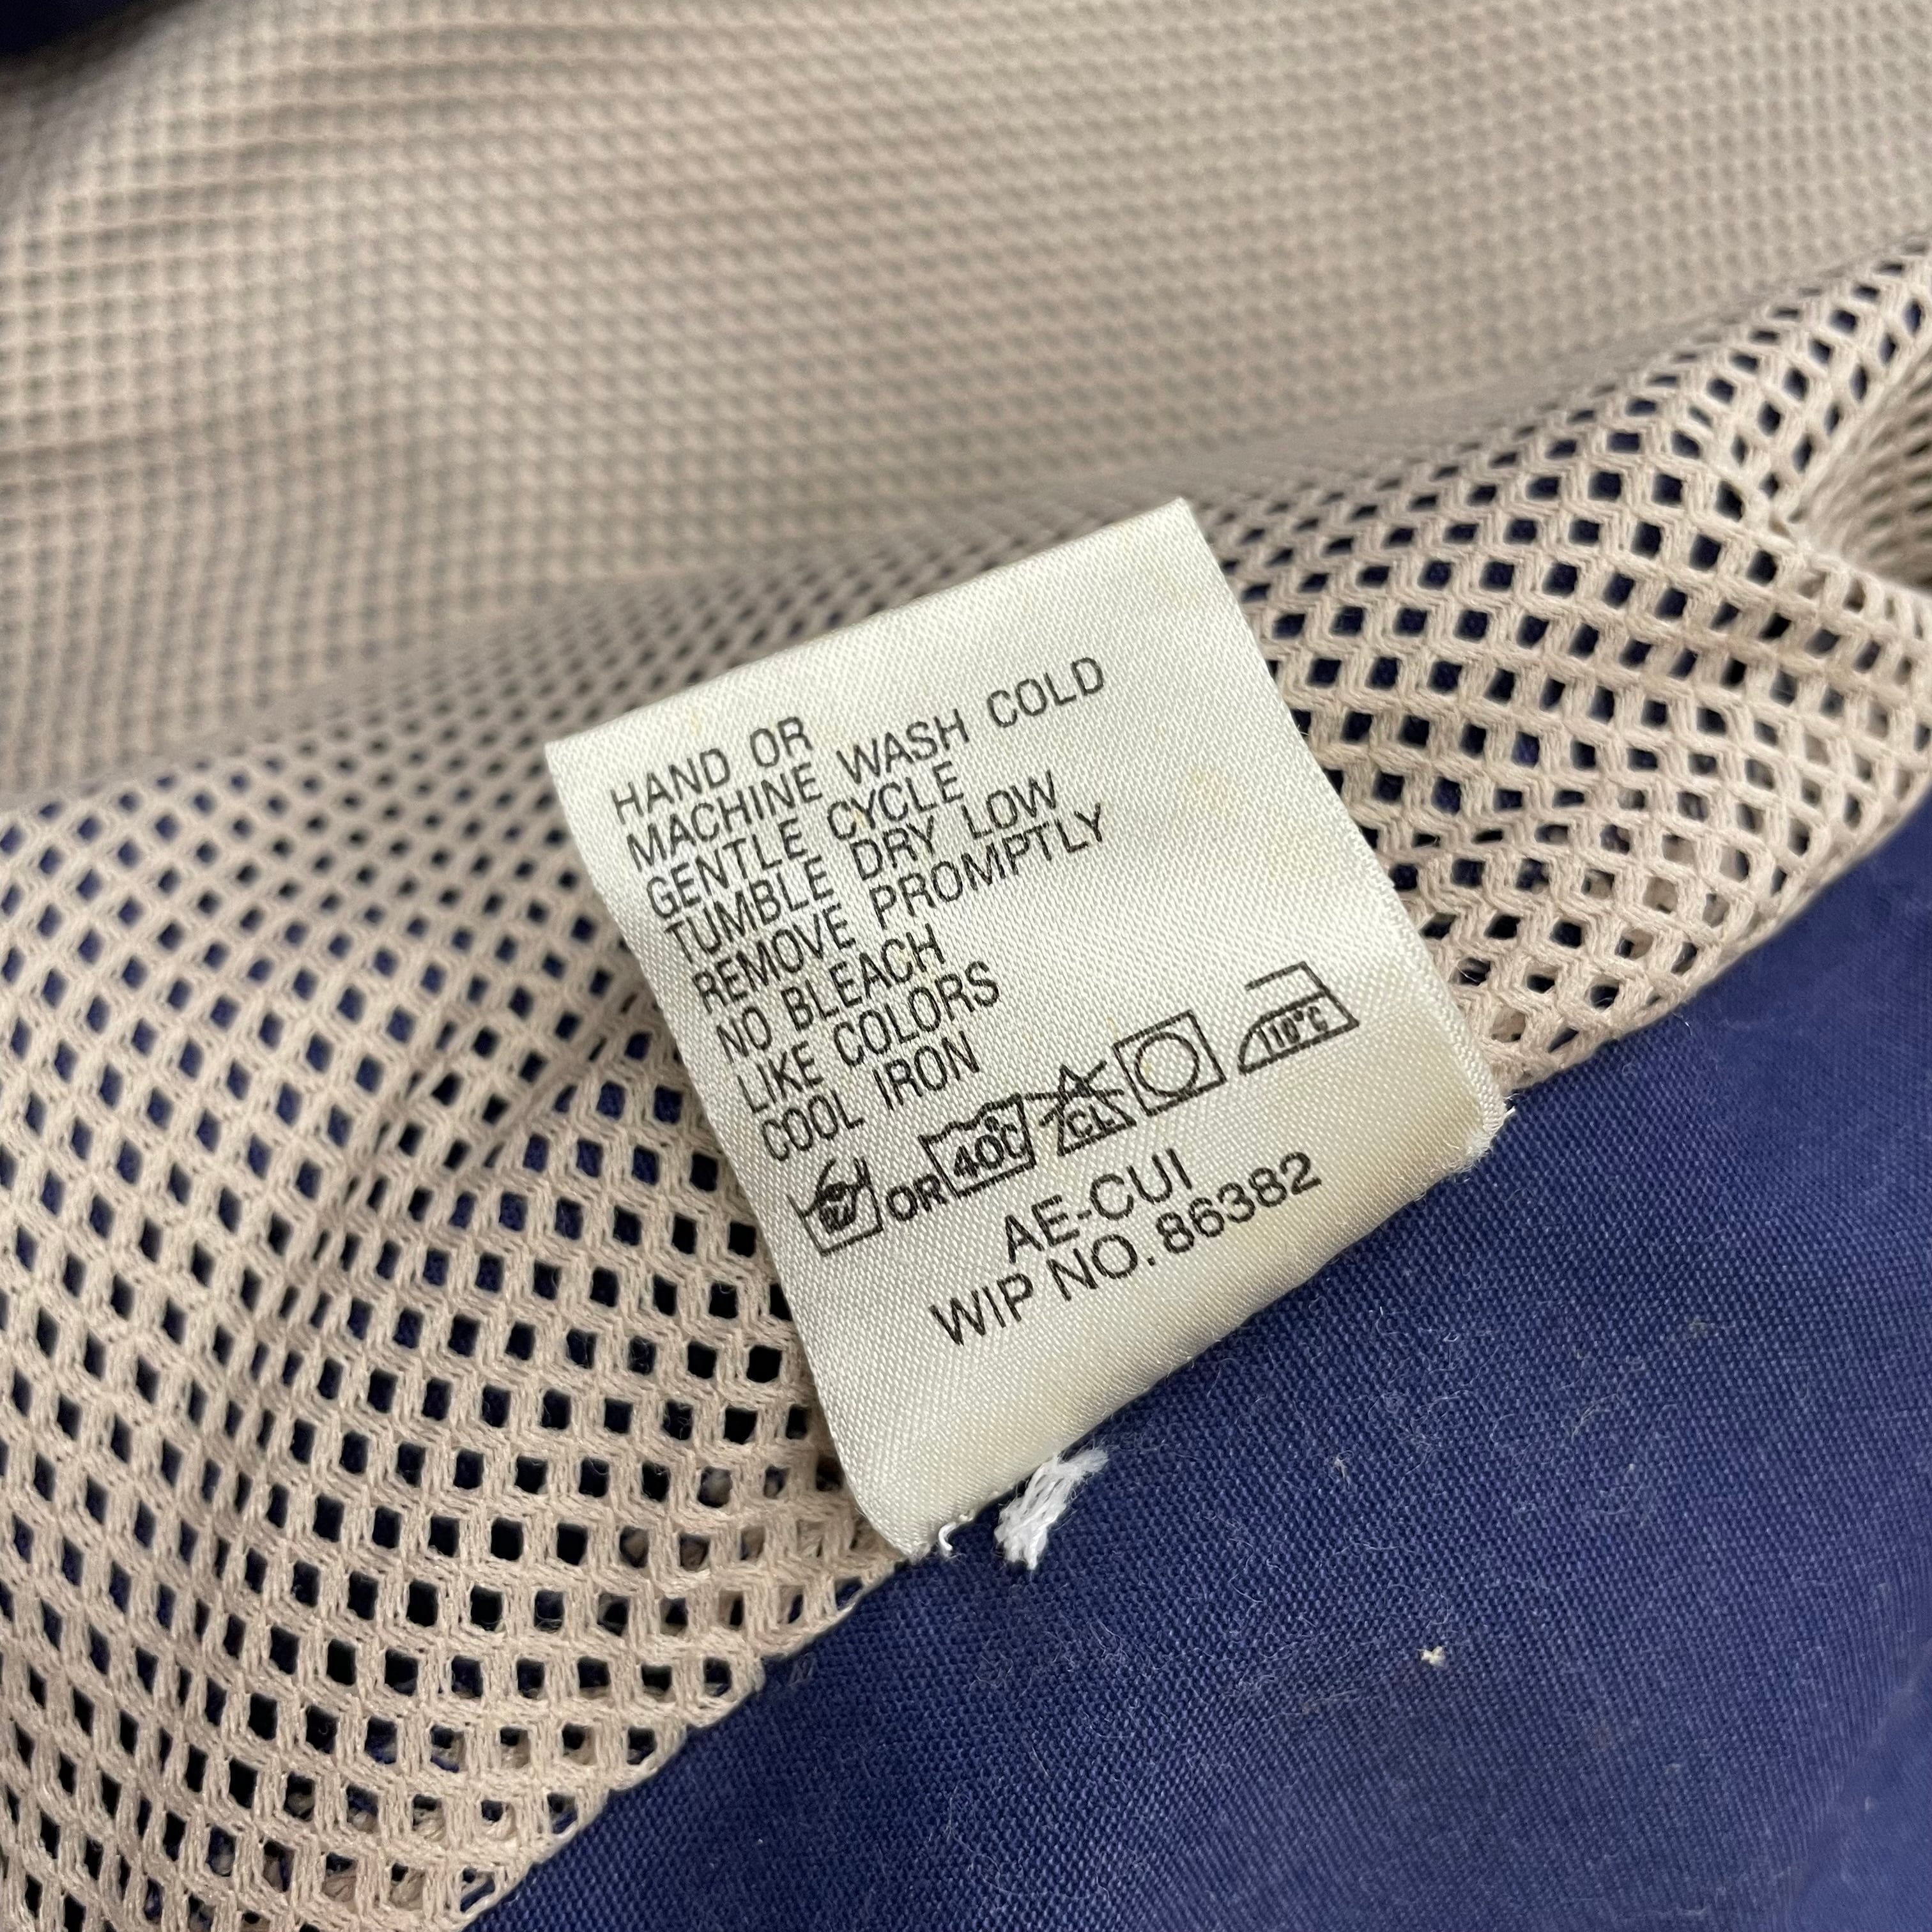 HAND OR
MACHINE WASH COLD
GENTLE CYCLE
TUMBLE DRY LOW
REMOVE PROMPTLY
NO BLEACH
LIKE COLORS
COOL IRON
OR 40C CL 110°C
AE-CUI
WIP NO. 86382